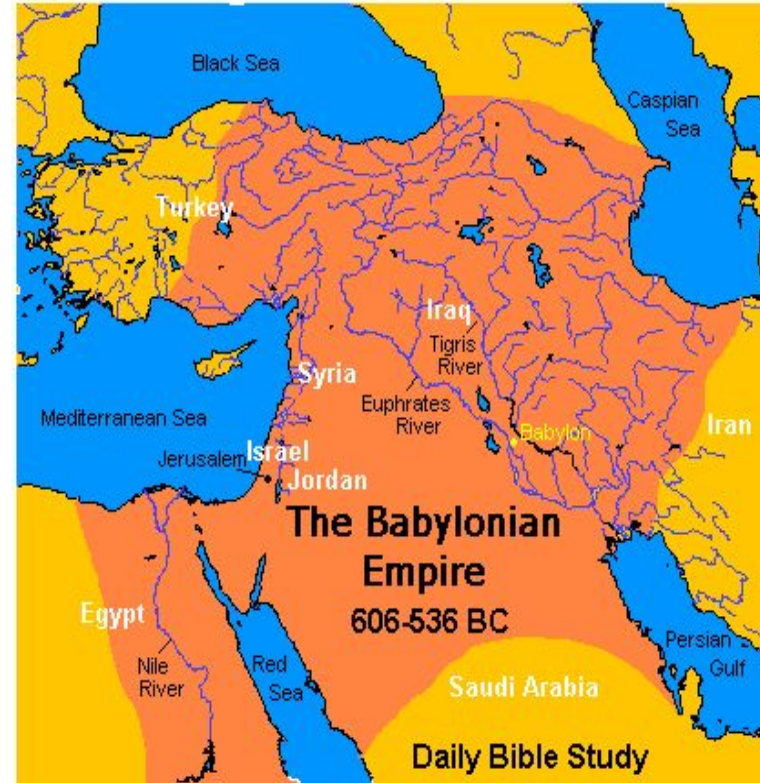 Black Sea
Caspian
Sea
Turkey
Iraq
Tigris
River
Syria
Euphrates
River
Mediterranean Sea
Babylon
Iran
Israel
Jerusalem
Jordan
The Babylonian
Empire
606-536 BC
Egypt
Nile
River
Red
Sea
Persian
Gulf
Saudi Arabia
Daily Bible Study